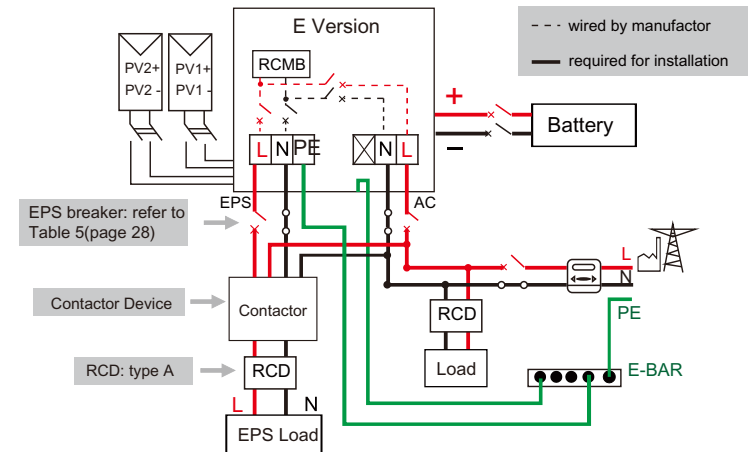 E Version
- - - wired by manufactor
required for installation
PV2+
PV2 -
PV1+
PV1 -
RCMB
+
−
Battery
L N PE
N L
EPS
AC
EPS breaker: refer to
Table 5(page 28)
L
N
PE
Contactor Device
Contactor
RCD
Load
RCD: type A
RCD
E-BAR
L N
EPS Load